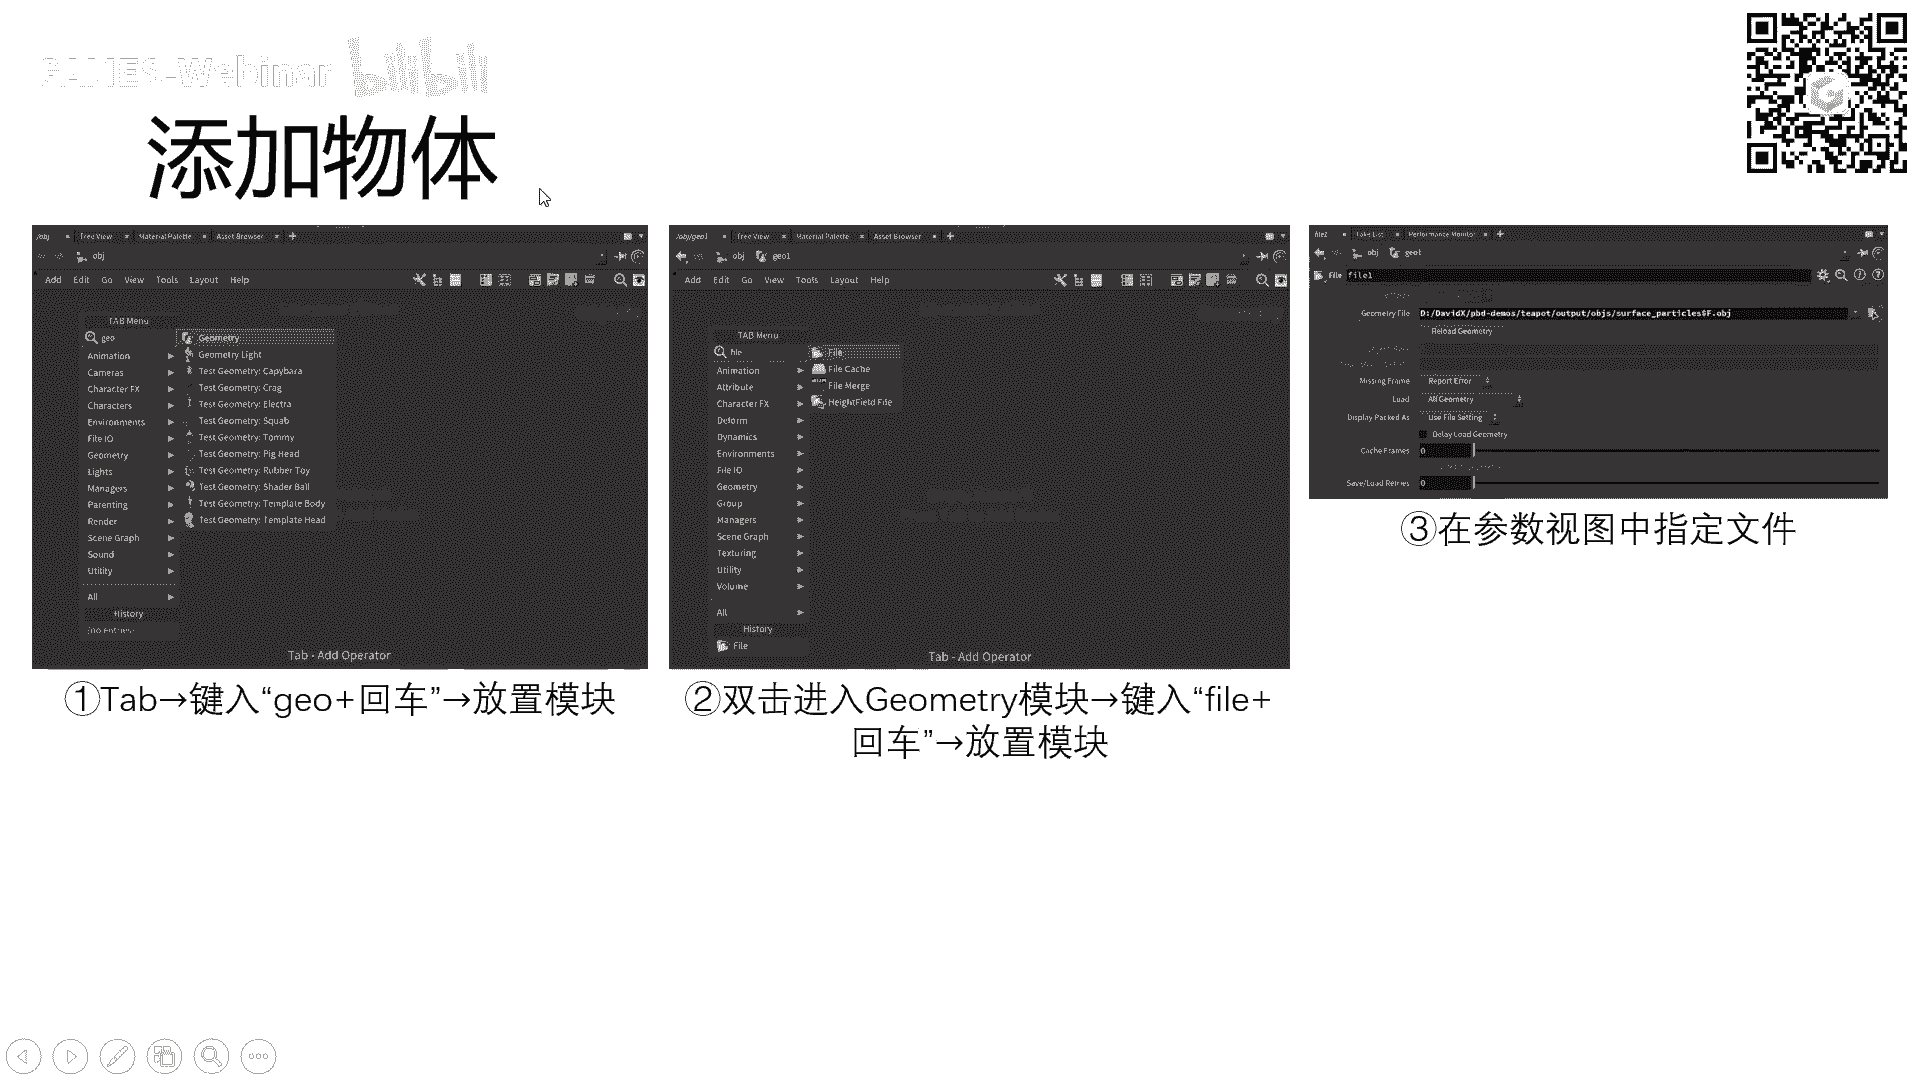 GAMES-Webinar bilibili
添加物体
/obj Tree View Material Palette Asset Browser
obj
Add Edit Go View Tools Layout Help
TAB Menu
geo
Animation
Cameras
Character FX
Characters
Environments
File IO
Geometry
Lights
Managers
Parenting
Render
Scene Graph
Sound
Utility
All
History
(no entries)
Geometry
Geometry Light
Test Geometry: Capybara
Test Geometry: Crag
Test Geometry: Electra
Test Geometry: Squab
Test Geometry: Tommy
Test Geometry: Pig Head
Test Geometry: Rubber Toy
Test Geometry: Shader Ball
Test Geometry: Template Body
Test Geometry: Template Head
Tab - Add Operator
①Tab→键入“geo+回车”→放置模块
/obj/geo1 Tree View Material Palette Asset Browser
obj geo1
Add Edit Go View Tools Layout Help
TAB Menu
file
Animation
Attribute
Character FX
Deform
Dynamics
Environments
File IO
Geometry
Group
Managers
Scene Graph
Texturing
Utility
Volume
All
History
File
File
File Cache
File Merge
HeightField File
Tab - Add Operator
②双击进入Geometry模块→键入“file+
回车”→放置模块
file1 Take List Performance Monitor
obj geo1
File file1
Geometry File D:/DavidX/pbd-demos/teapot/output/objs/surface_particles$F.obj
Reload Geometry
Missing Frame Report Error
Load All Geometry
Display Packed As Use File Setting
Delay Load Geometry
Cache Frames 0
Save/Load Retries 0
③在参数视图中指定文件